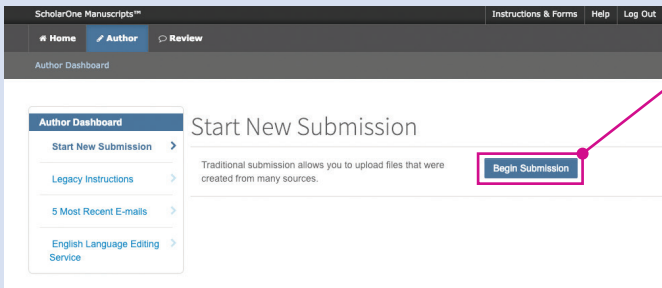 ScholarOne Manuscripts™
Instructions & Forms Help Log Out
Home Author Review
Author Dashboard
Author Dashboard
Start New Submission
Legacy Instructions
5 Most Recent E-mails
English Language Editing
Service
Start New Submission
Traditional submission allows you to upload files that were
created from many sources.
Begin Submission